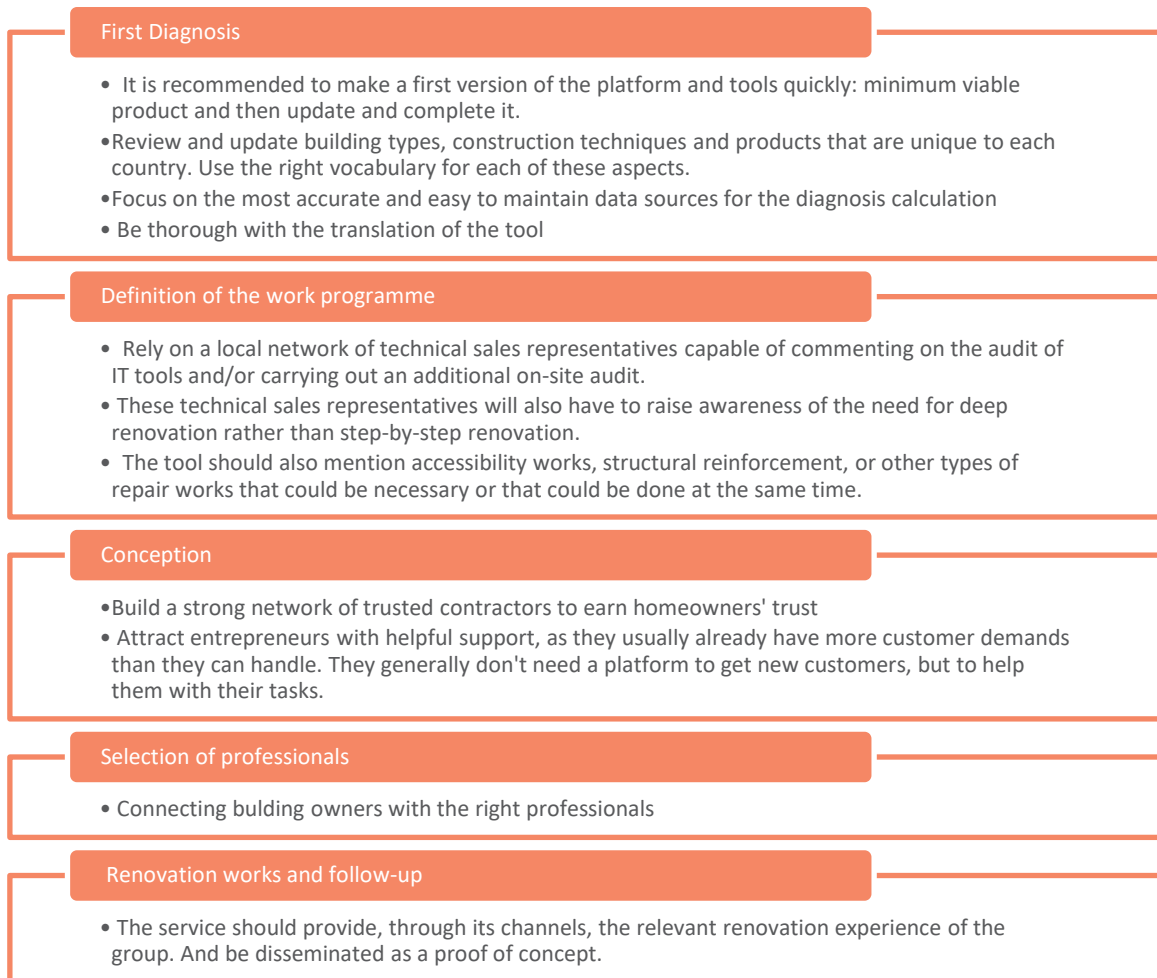 First Diagnosis
• It is recommended to make a first version of the platform and tools quickly: minimum viable
product and then update and complete it.
•Review and update building types, construction techniques and products that are unique to each
country. Use the right vocabulary for each of these aspects.
•Focus on the most accurate and easy to maintain data sources for the diagnosis calculation
• Be thorough with the translation of the tool
Definition of the work programme
• Rely on a local network of technical sales representatives capable of commenting on the audit of
IT tools and/or carrying out an additional on-site audit.
• These technical sales representatives will also have to raise awareness of the need for deep
renovation rather than step-by-step renovation.
• The tool should also mention accessibility works, structural reinforcement, or other types of
repair works that could be necessary or that could be done at the same time.
Conception
•Build a strong network of trusted contractors to earn homeowners' trust
• Attract entrepreneurs with helpful support, as they usually already have more customer demands
than they can handle. They generally don't need a platform to get new customers, but to help
them with their tasks.
Selection of professionals
• Connecting bulding owners with the right professionals
Renovation works and follow-up
• The service should provide, through its channels, the relevant renovation experience of the
group. And be disseminated as a proof of concept.